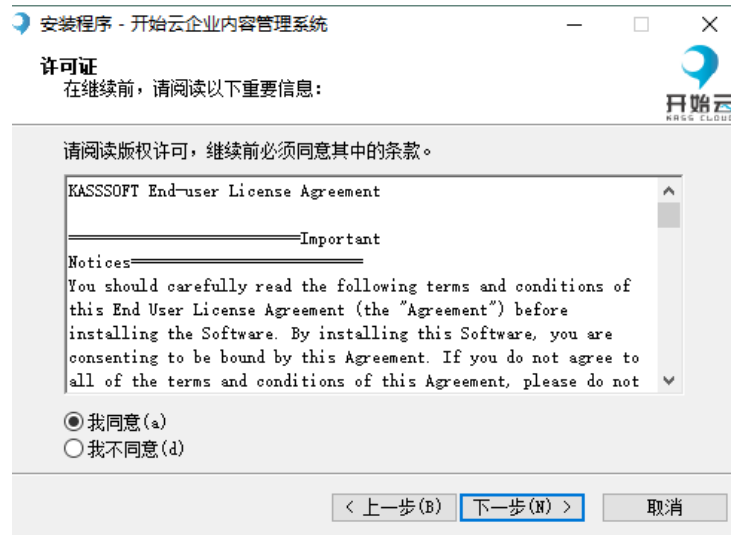 安装程序 - 开始云企业内容管理系统
许可证
在继续前，请阅读以下重要信息：
开始云
KASS CLOUD
请阅读版权许可，继续前必须同意其中的条款。
KASSSOFT End-user License Agreement
═════════════════════Important
Notices═════════════════════
You should carefully read the following terms and conditions of
this End User License Agreement (the "Agreement") before
installing the Software. By installing this Software, you are
consenting to be bound by this Agreement. If you do not agree to
all of the terms and conditions of this Agreement, please do not
我同意(a)
我不同意(d)
< 上一步(B) 下一步(N) > 取消